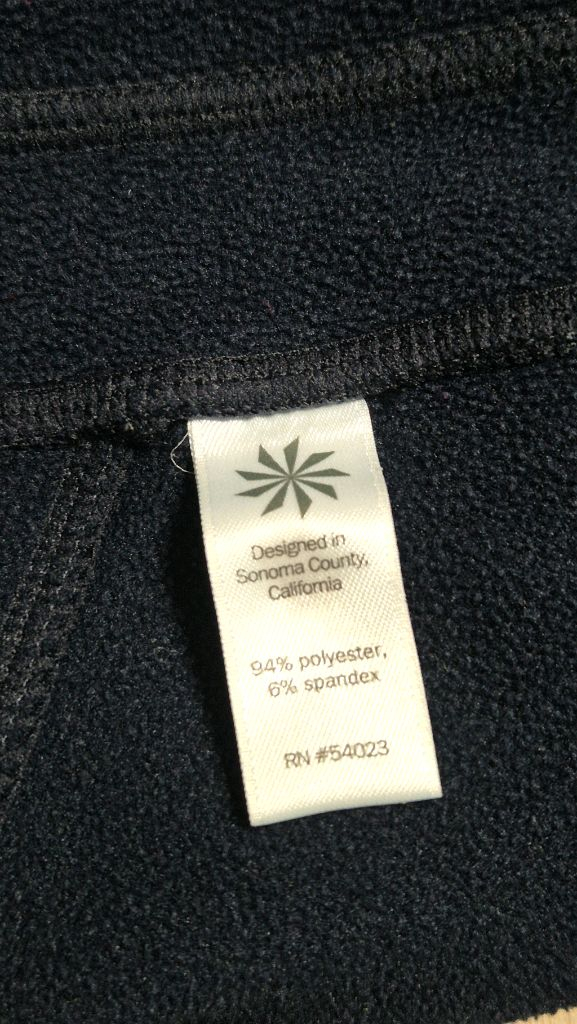 Designed in
Sonoma County,
California
94% polyester,
6% spandex
RN #54023